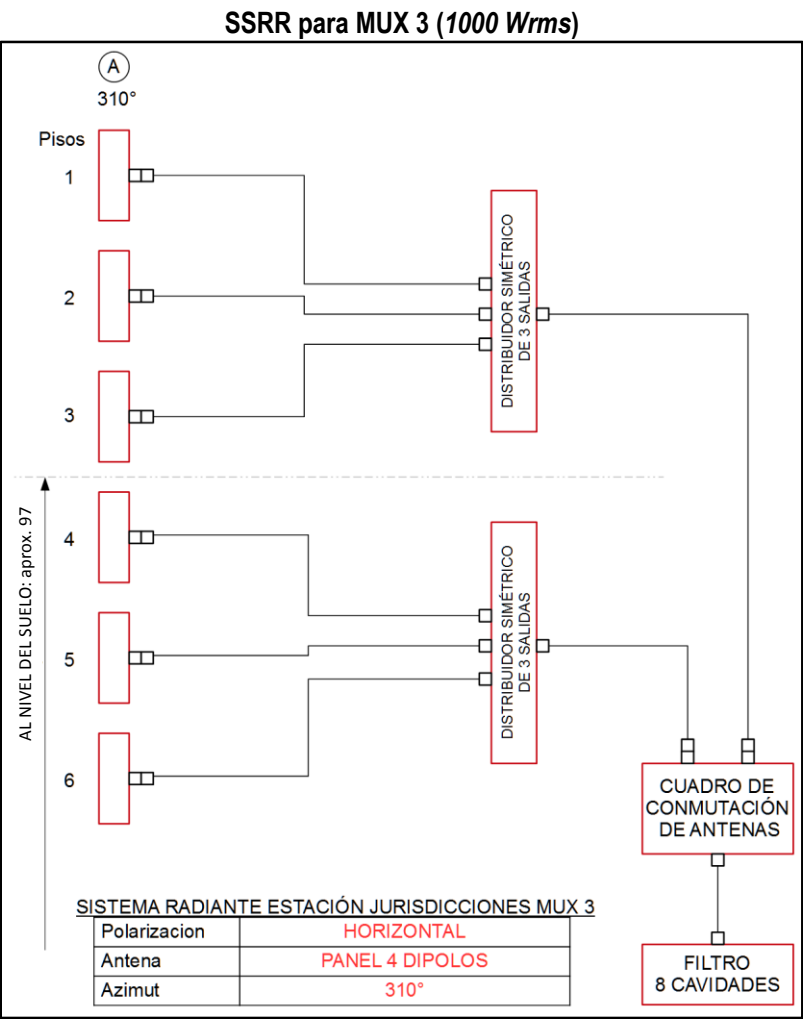 SSRR para MUX 3 (1000 Wrms)
A
310°
Pisos
1
2
3
4
5
6
DISTRIBUIDOR SIMÉTRICO
DE 3 SALIDAS
DISTRIBUIDOR SIMÉTRICO
DE 3 SALIDAS
AL NIVEL DEL SUELO: aprox. 97
CUADRO DE
CONMUTACIÓN
DE ANTENAS
FILTRO
8 CAVIDADES
SISTEMA RADIANTE ESTACIÓN JURISDICCIONES MUX 3
Polarizacion HORIZONTAL
Antena PANEL 4 DIPOLOS
Azimut 310°